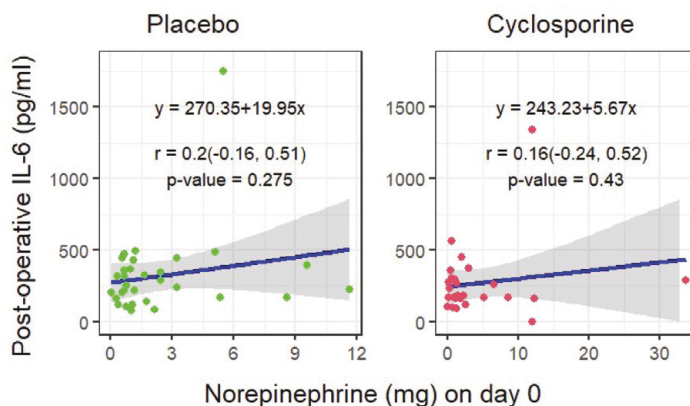 Placebo
Cyclosporine
Post-operative IL-6 (pg/ml)
1500
1000
500
0
y = 270.35+19.95x
r = 0.2(-0.16, 0.51)
p-value = 0.275
0 3 6 9 12
1500
1000
500
0
y = 243.23+5.67x
r = 0.16(-0.24, 0.52)
p-value = 0.43
0 10 20 30
Norepinephrine (mg) on day 0